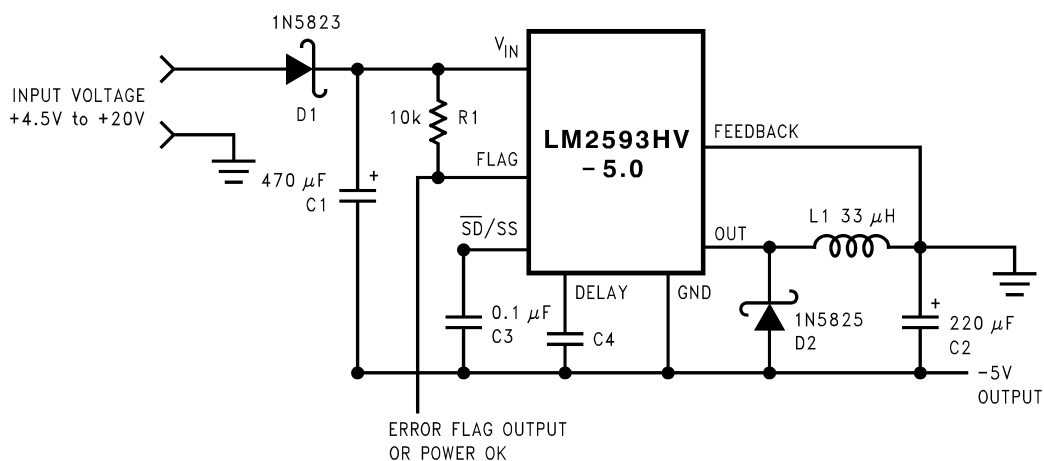 1N5823
D1
INPUT VOLTAGE
+4.5V to +20V
VIN
10k
R1
FLAG
470 μF
C1
+
S̅D̅/SS
0.1 μF
C3
LM2593HV
−5.0
FEEDBACK
OUT
L1 33 μH
DELAY
C4
GND
1N5825
D2
+
220 μF
C2
−5V
OUTPUT
ERROR FLAG OUTPUT
OR POWER OK